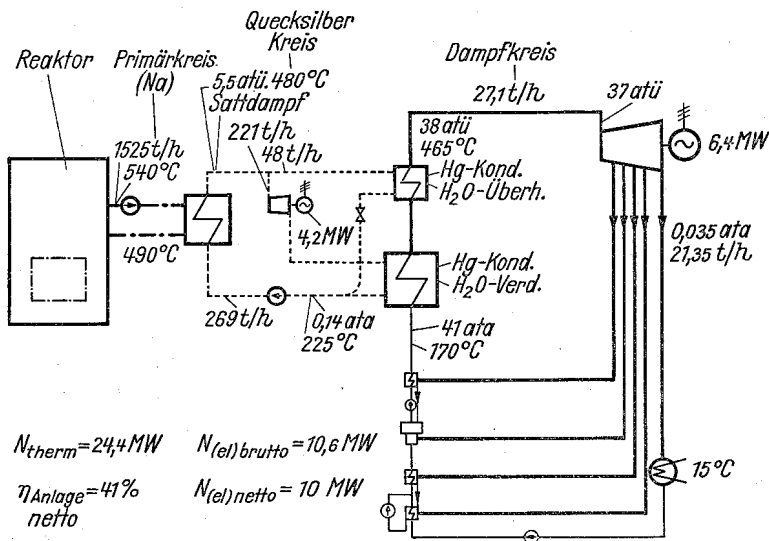 Reaktor
Primärkreis
(Na)
Quecksilber
Kreis
5,5 atü. 480°C
Sattdampf
221 t/h
48 t/h
1525 t/h
540°C
490°C
4,2 MW
269 t/h
0,14 ata
225°C
Dampfkreis
27,1 t/h
37 atü
38 atü
465°C
Hg-Kond.
H₂O-Überh.
6,4 MW
0,035 ata
21,35 t/h
Hg-Kond.
H₂O-Verd.
41 ata
170°C
15°C
N therm = 24,4 MW
N(el) brutto = 10,6 MW
η Anlage = 41%
netto
N(el) netto = 10 MW